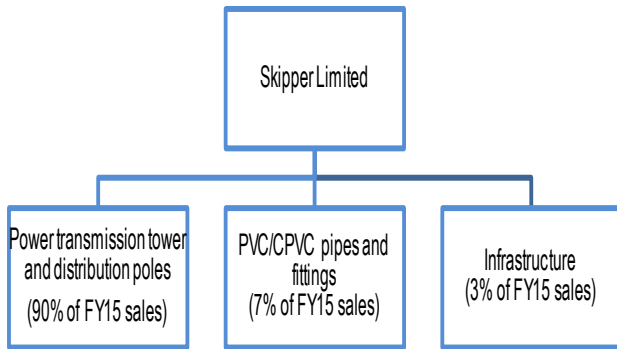 Skipper Limited
Power transmission tower
and distribution poles
(90% of FY15 sales)
PVC/CPVC pipes and
fittings
(7% of FY15 sales)
Infrastructure
(3% of FY15 sales)